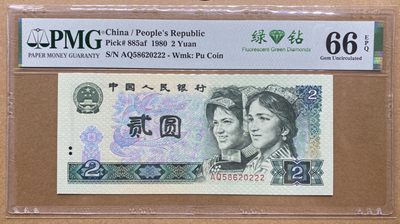 PMG
PAPER MONEY GUARANTY
China / People's Republic
Pick# 885af 1980 2 Yuan
S/N AQ58620222 - Wmk: Pu Coin
绿 钻
Fluorescent Green Diamonds
66 EPQ
Gem Uncirculated
中国人民银行
2
贰圆
AQ58620222
2